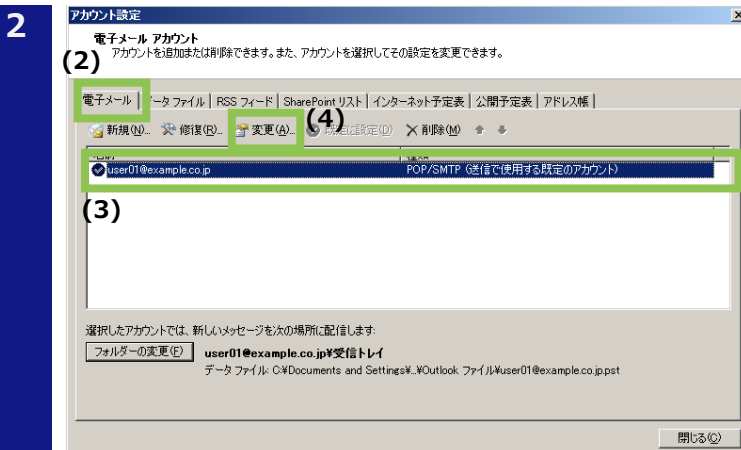 2
アカウント設定
電子メール アカウント
アカウントを追加または削除できます。また、アカウントを選択してその設定を変更できます。
(2)
電子メール データ ファイル RSS フィード SharePoint リスト インターネット予定表 公開予定表 アドレス帳
(4)
新規(N)... 修復(R)... 変更(A)... 既定に設定(D) 削除(M)
名前 種類
user01@example.co.jp POP/SMTP (送信で使用する既定のアカウント)
(3)
選択したアカウントでは、新しいメッセージを次の場所に配信します:
フォルダーの変更(F) user01@example.co.jp¥受信トレイ
データ ファイル: C:¥Documents and Settings¥...¥Outlook ファイル¥user01@example.co.jp.pst
閉じる(C)